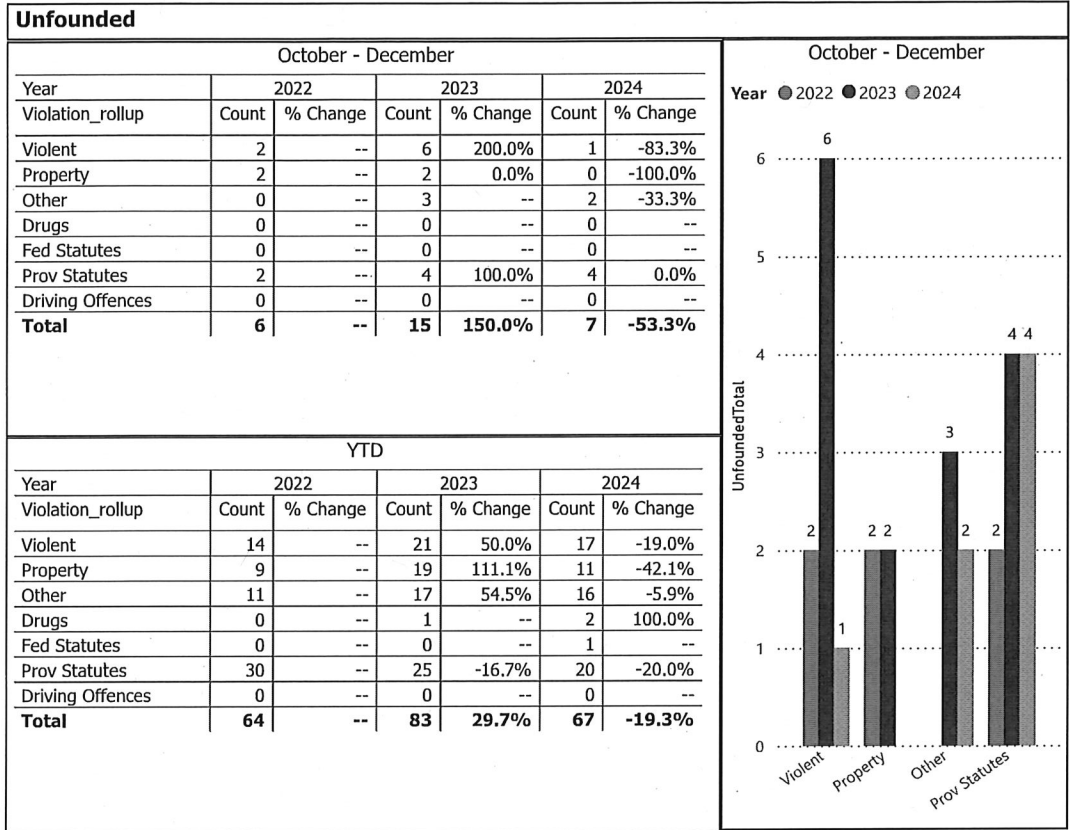 Unfounded
October - December
Year 2022 2023 2024
Violation_rollup Count % Change Count % Change Count % Change
Violent 2 -- 6 200.0% 1 -83.3%
Property 2 -- 2 0.0% 0 -100.0%
Other 0 -- 3 -- 2 -33.3%
Drugs 0 -- 0 -- 0 --
Fed Statutes 0 -- 0 -- 0 --
Prov Statutes 2 -- 4 100.0% 4 0.0%
Driving Offences 0 -- 0 -- 0 --
Total 6 -- 15 150.0% 7 -53.3%
YTD
Year 2022 2023 2024
Violation_rollup Count % Change Count % Change Count % Change
Violent 14 -- 21 50.0% 17 -19.0%
Property 9 -- 19 111.1% 11 -42.1%
Other 11 -- 17 54.5% 16 -5.9%
Drugs 0 -- 1 -- 2 100.0%
Fed Statutes 0 -- 0 -- 1 --
Prov Statutes 30 -- 25 -16.7% 20 -20.0%
Driving Offences 0 -- 0 -- 0 --
Total 64 -- 83 29.7% 67 -19.3%
October - December
Year 2022 2023 2024
UnfoundedTotal
6
5
4
3
2
1
0
2 6 1
2 2
3 2
2 4 4
Violent Property Other Prov Statutes